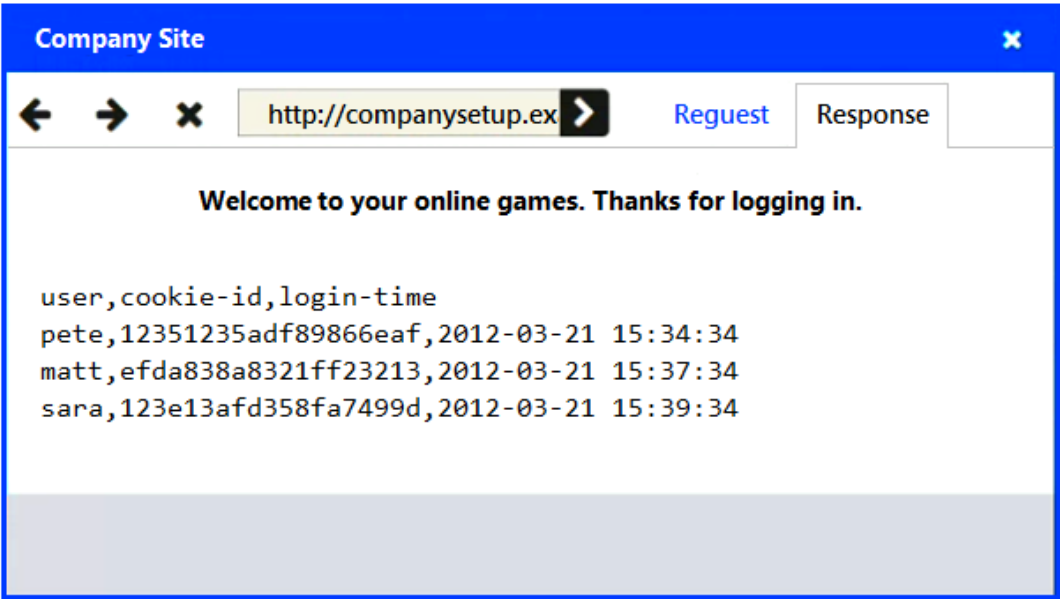 Company Site
http://companysetup.ex
Reguest
Response
Welcome to your online games. Thanks for logging in.
user,cookie-id,login-time
pete,12351235adf89866eaf,2012-03-21 15:34:34
matt,efda838a8321ff23213,2012-03-21 15:37:34
sara,123e13afd358fa7499d,2012-03-21 15:39:34